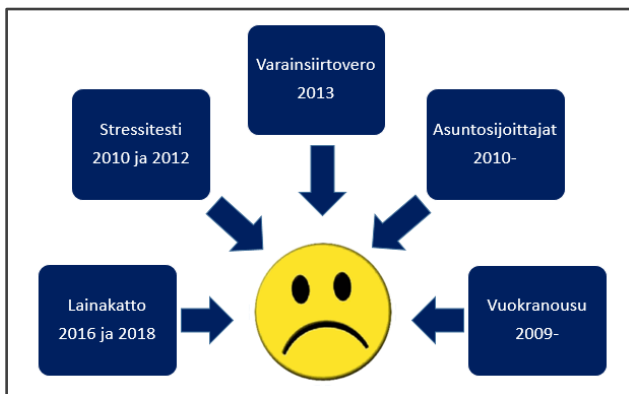 Varainsiirtovero
2013
Stressitesti
2010 ja 2012
Asuntosijoittajat
2010-
Lainakatto
2016 ja 2018
Vuokranousu
2009-